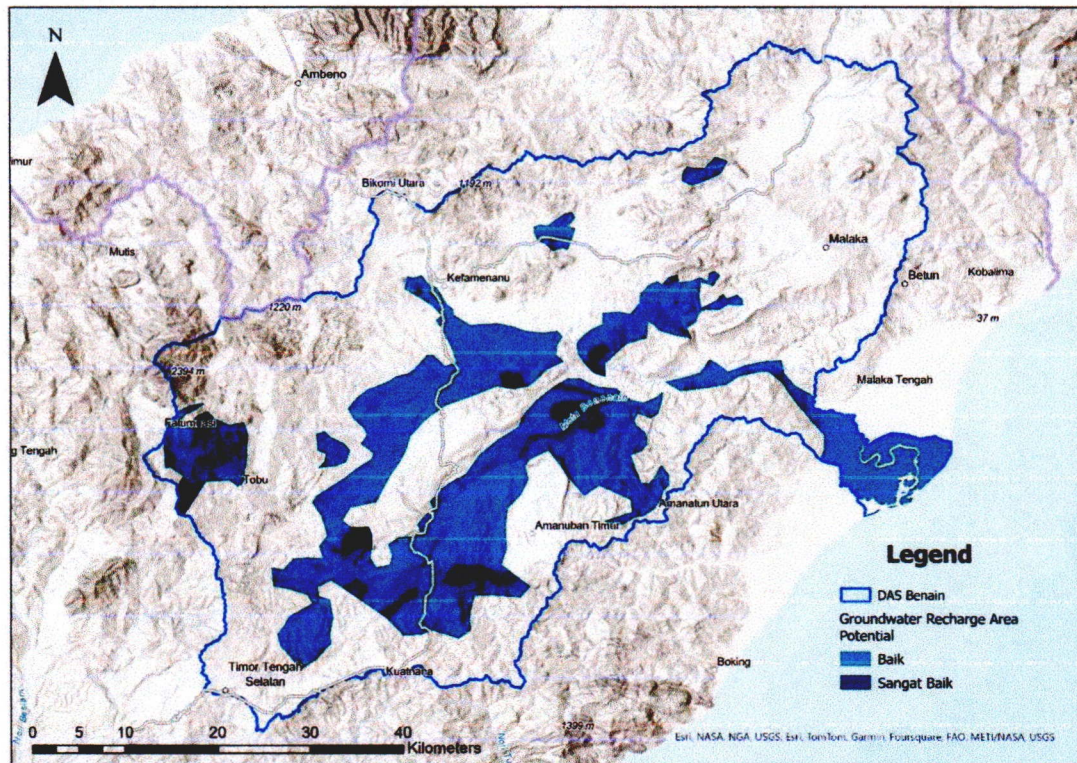 N
Ambeno
imur
Bikomi Utara
1192 m
Mutis
Malaka
Kefamenanu
Betun
Kobalima
1220 m
37 m
2394 m
Malaka Tengah
Fatumnasi
g Tengah
Tobu
Amanatun Utara
Amanuban Timur
Legend
DAS Benain
Groundwater Recharge Area
Potential
Baik
Sangat Baik
Boking
Kuatnana
Timor Tengah
Selatan
1399 m
0 5 10 20 30 40
Kilometers
Esri, NASA, NGA, USGS, Esri, TomTom, Garmin, Foursquare, FAO, METI/NASA, USGS